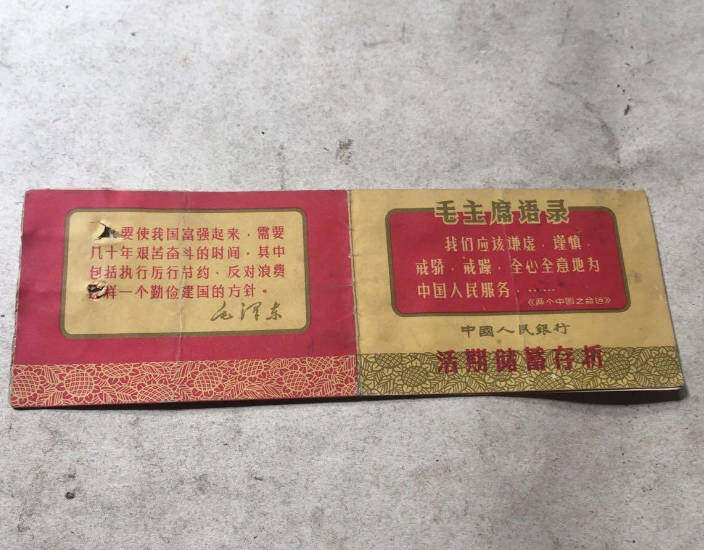 要使我国富强起来，需要
几十年艰苦奋斗的时间，其中
包括执行厉行节约、反对浪费
这样一个勤俭建国的方针。
毛泽东
毛主席语录
我们应该谦虚，谨慎，
戒骄，戒躁，全心全意地为
中国人民服务，……
《两个中国之命运》
中國人民銀行
活期储蓄存折